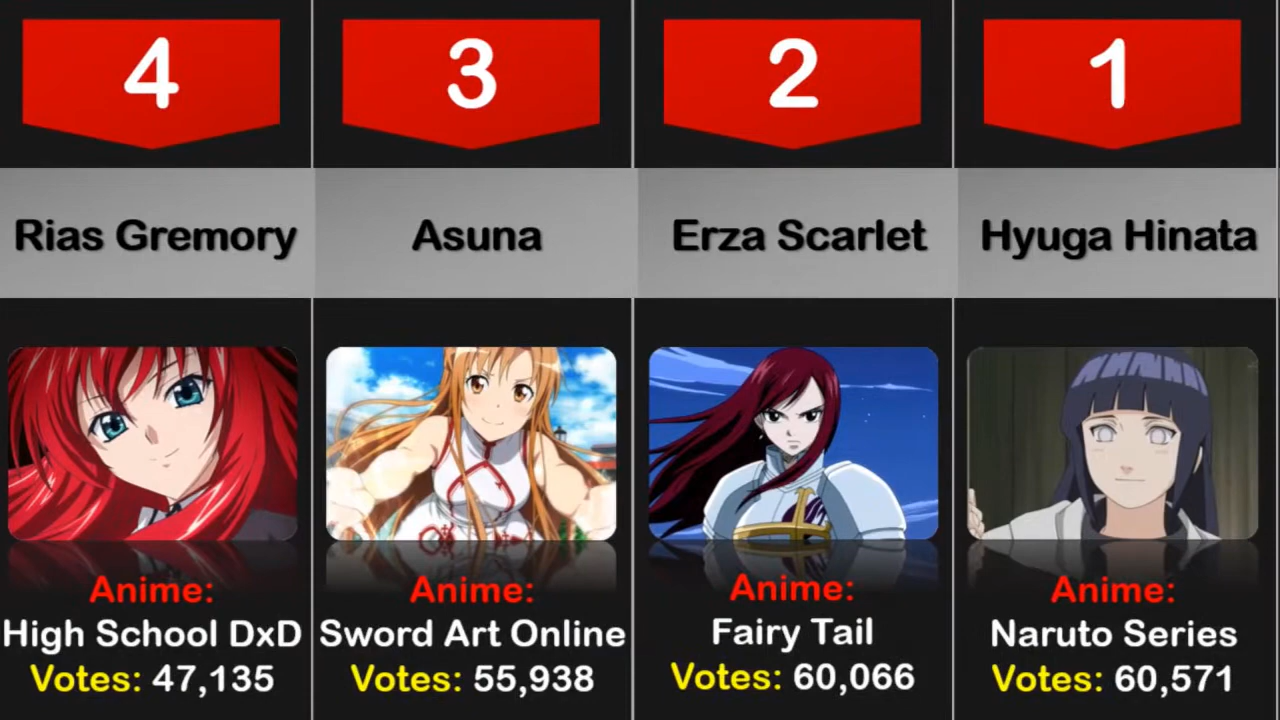 4
Rias Gremory
Anime:
High School DxD
Votes: 47,135
3
Asuna
Anime:
Sword Art Online
Votes: 55,938
2
Erza Scarlet
Anime:
Fairy Tail
Votes: 60,066
1
Hyuga Hinata
Anime:
Naruto Series
Votes: 60,571